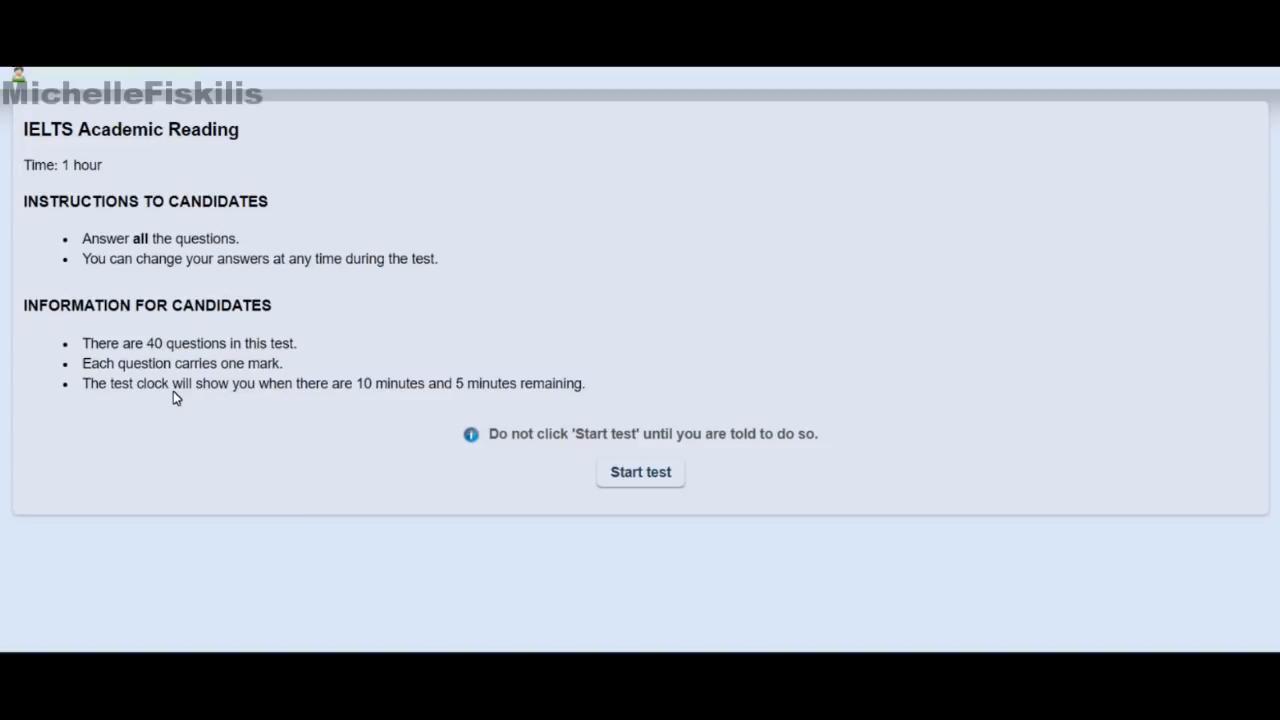 MichelleFiskilis
IELTS Academic Reading
Time: 1 hour
INSTRUCTIONS TO CANDIDATES
• Answer all the questions.
• You can change your answers at any time during the test.
INFORMATION FOR CANDIDATES
• There are 40 questions in this test.
• Each question carries one mark.
• The test clock will show you when there are 10 minutes and 5 minutes remaining.
Do not click 'Start test' until you are told to do so.
Start test